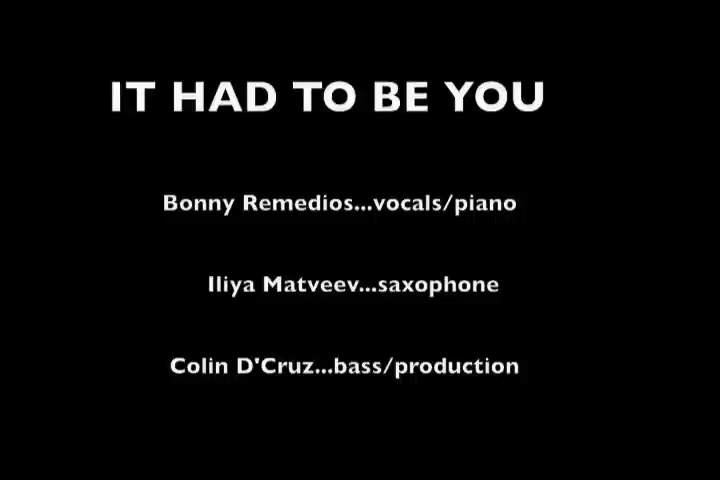 IT HAD TO BE YOU
Bonny Remedios...vocals/piano
Iliya Matveev...saxophone
Colin D'Cruz...bass/production